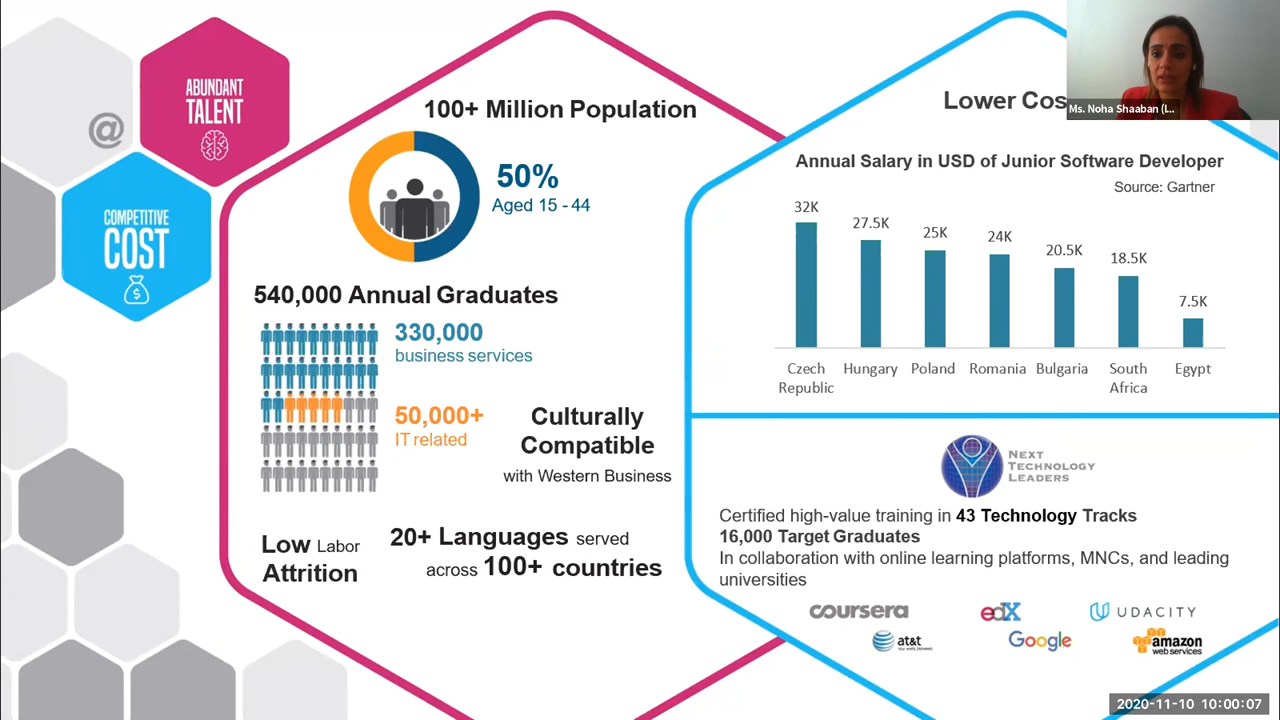 @
ABUNDANT
TALENT
COMPETITIVE
COST
$
100+ Million Population
50%
Aged 15 - 44
540,000 Annual Graduates
330,000
business services
50,000+
IT related
Culturally
Compatible
with Western Business
Low Labor
Attrition
20+ Languages served
across 100+ countries
Lower Cos
Ms. Noha Shaaban (I...
Annual Salary in USD of Junior Software Developer
Source: Gartner
32K
27.5K
25K
24K
20.5K
18.5K
7.5K
Czech
Republic
Hungary
Poland
Romania
Bulgaria
South
Africa
Egypt
NEXT
TECHNOLOGY
LEADERS
Certified high-value training in 43 Technology Tracks
16,000 Target Graduates
In collaboration with online learning platforms, MNCs, and leading
universities
coursera
edX
UDACITY
at&t
Google
amazon
web services
2020-11-10 10:00:07